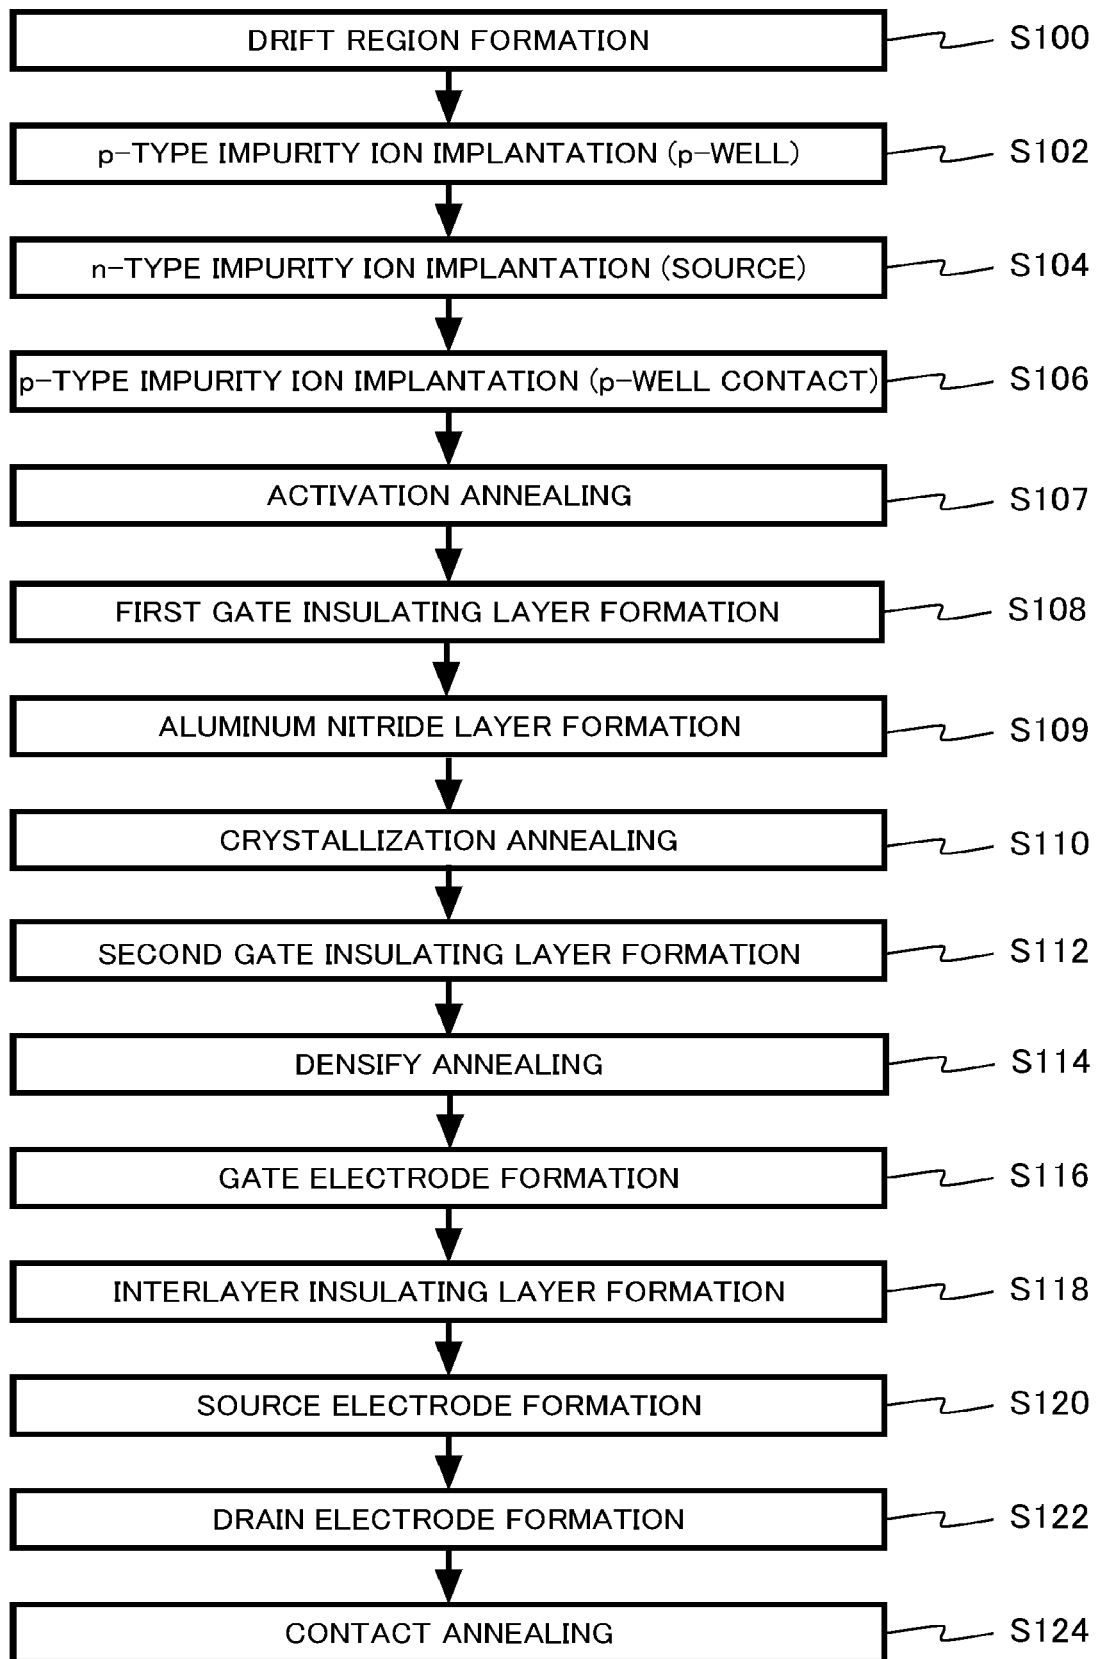 DRIFT REGION FORMATION S100
p-TYPE IMPURITY ION IMPLANTATION (p-WELL) S102
n-TYPE IMPURITY ION IMPLANTATION (SOURCE) S104
p-TYPE IMPURITY ION IMPLANTATION (p-WELL CONTACT) S106
ACTIVATION ANNEALING S107
FIRST GATE INSULATING LAYER FORMATION S108
ALUMINUM NITRIDE LAYER FORMATION S109
CRYSTALLIZATION ANNEALING S110
SECOND GATE INSULATING LAYER FORMATION S112
DENSIFY ANNEALING S114
GATE ELECTRODE FORMATION S116
INTERLAYER INSULATING LAYER FORMATION S118
SOURCE ELECTRODE FORMATION S120
DRAIN ELECTRODE FORMATION S122
CONTACT ANNEALING S124